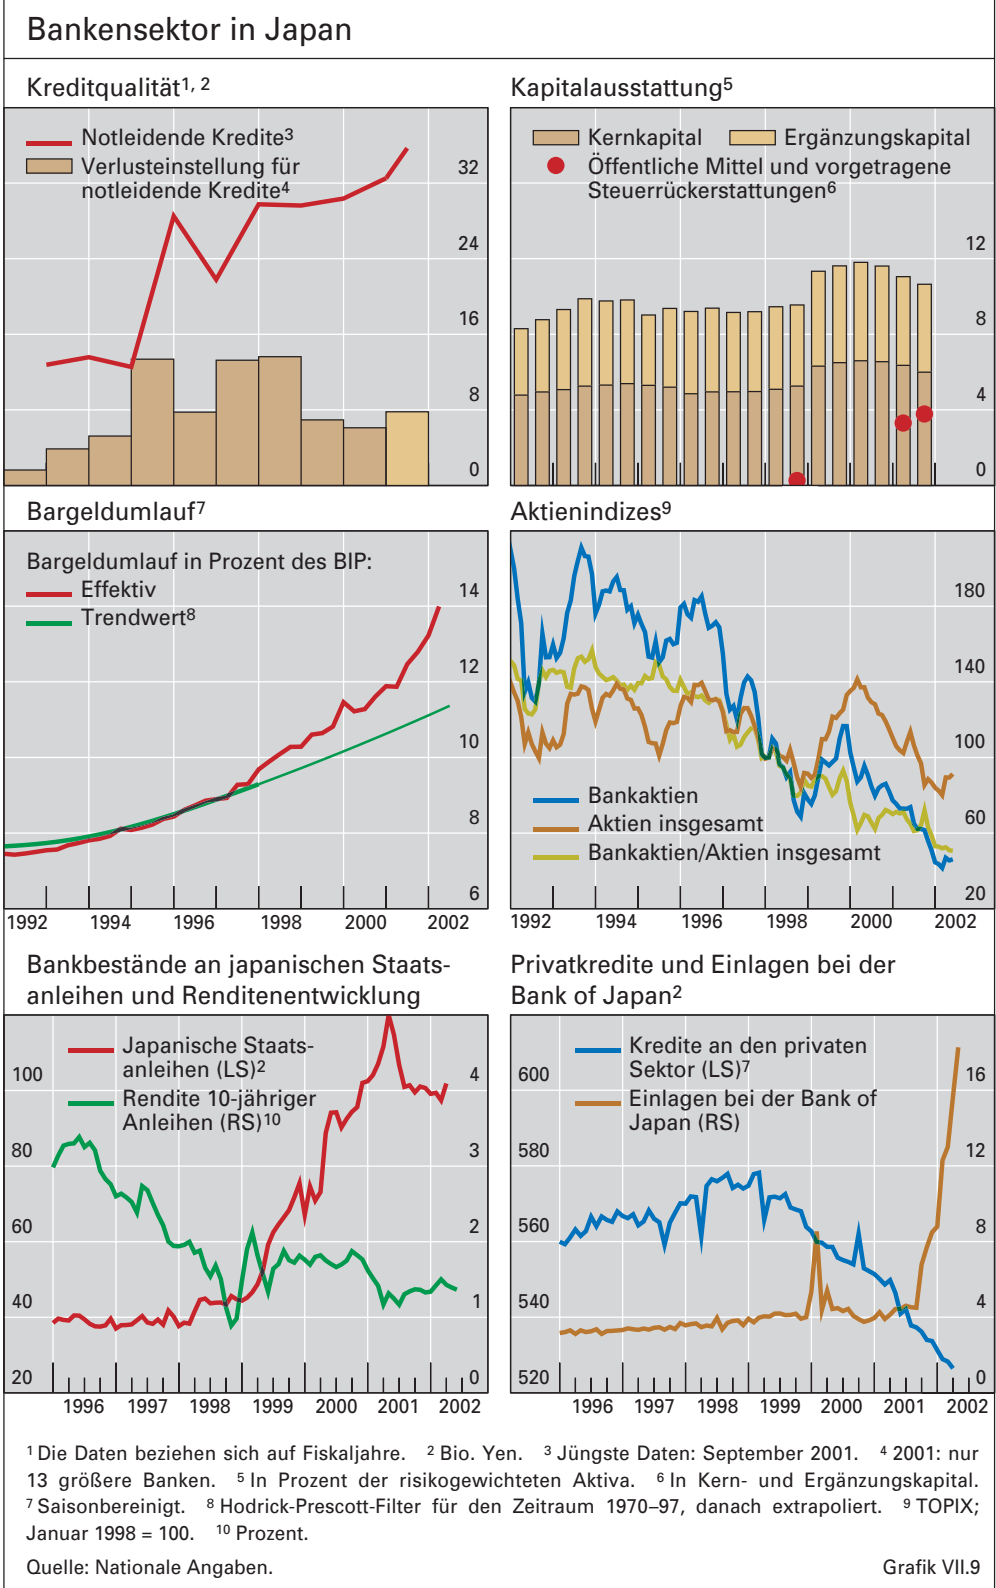 Bankensektor in Japan
Kreditqualität1, 2
Notleidende Kredite3
Verlusteinstellung für
notleidende Kredite4
32
24
16
8
0
Kapitalausstattung5
Kernkapital
Ergänzungskapital
Öffentliche Mittel und vorgetragene
Steuerrückerstattungen6
12
8
4
0
Bargeldumlauf7
Bargeldumlauf in Prozent des BIP:
Effektiv
Trendwert8
14
12
10
8
6
1992 1994 1996 1998 2000 2002
Aktienindizes9
180
140
100
60
20
Bankaktien
Aktien insgesamt
Bankaktien/Aktien insgesamt
1992 1994 1996 1998 2000 2002
Bankbestände an japanischen Staats-
anleihen und Renditenentwicklung
Japanische Staats-
anleihen (LS)2
Rendite 10-jähriger
Anleihen (RS)10
100 4
80 3
60 2
40 1
20 0
1996 1997 1998 1999 2000 2001 2002
Privatkredite und Einlagen bei der
Bank of Japan2
Kredite an den privaten
Sektor (LS)7
Einlagen bei der Bank of
Japan (RS)
600 16
580 12
560 8
540 4
520 0
1996 1997 1998 1999 2000 2001 2002
1 Die Daten beziehen sich auf Fiskaljahre. 2 Bio. Yen. 3 Jüngste Daten: September 2001. 4 2001: nur
13 größere Banken. 5 In Prozent der risikogewichteten Aktiva. 6 In Kern- und Ergänzungskapital.
7 Saisonbereinigt. 8 Hodrick-Prescott-Filter für den Zeitraum 1970–97, danach extrapoliert. 9 TOPIX;
Januar 1998 = 100. 10 Prozent.
Quelle: Nationale Angaben. Grafik VII.9